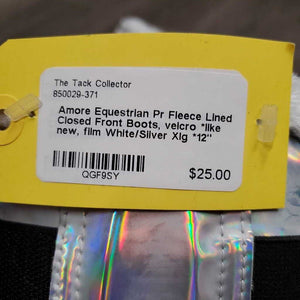 The Tack Collector
850029-371
Amore Equestrian Pr Fleece Lined
Closed Front Boots, velcro *like
new, film White/Silver Xlg *12"
QGF9SY
$25.00